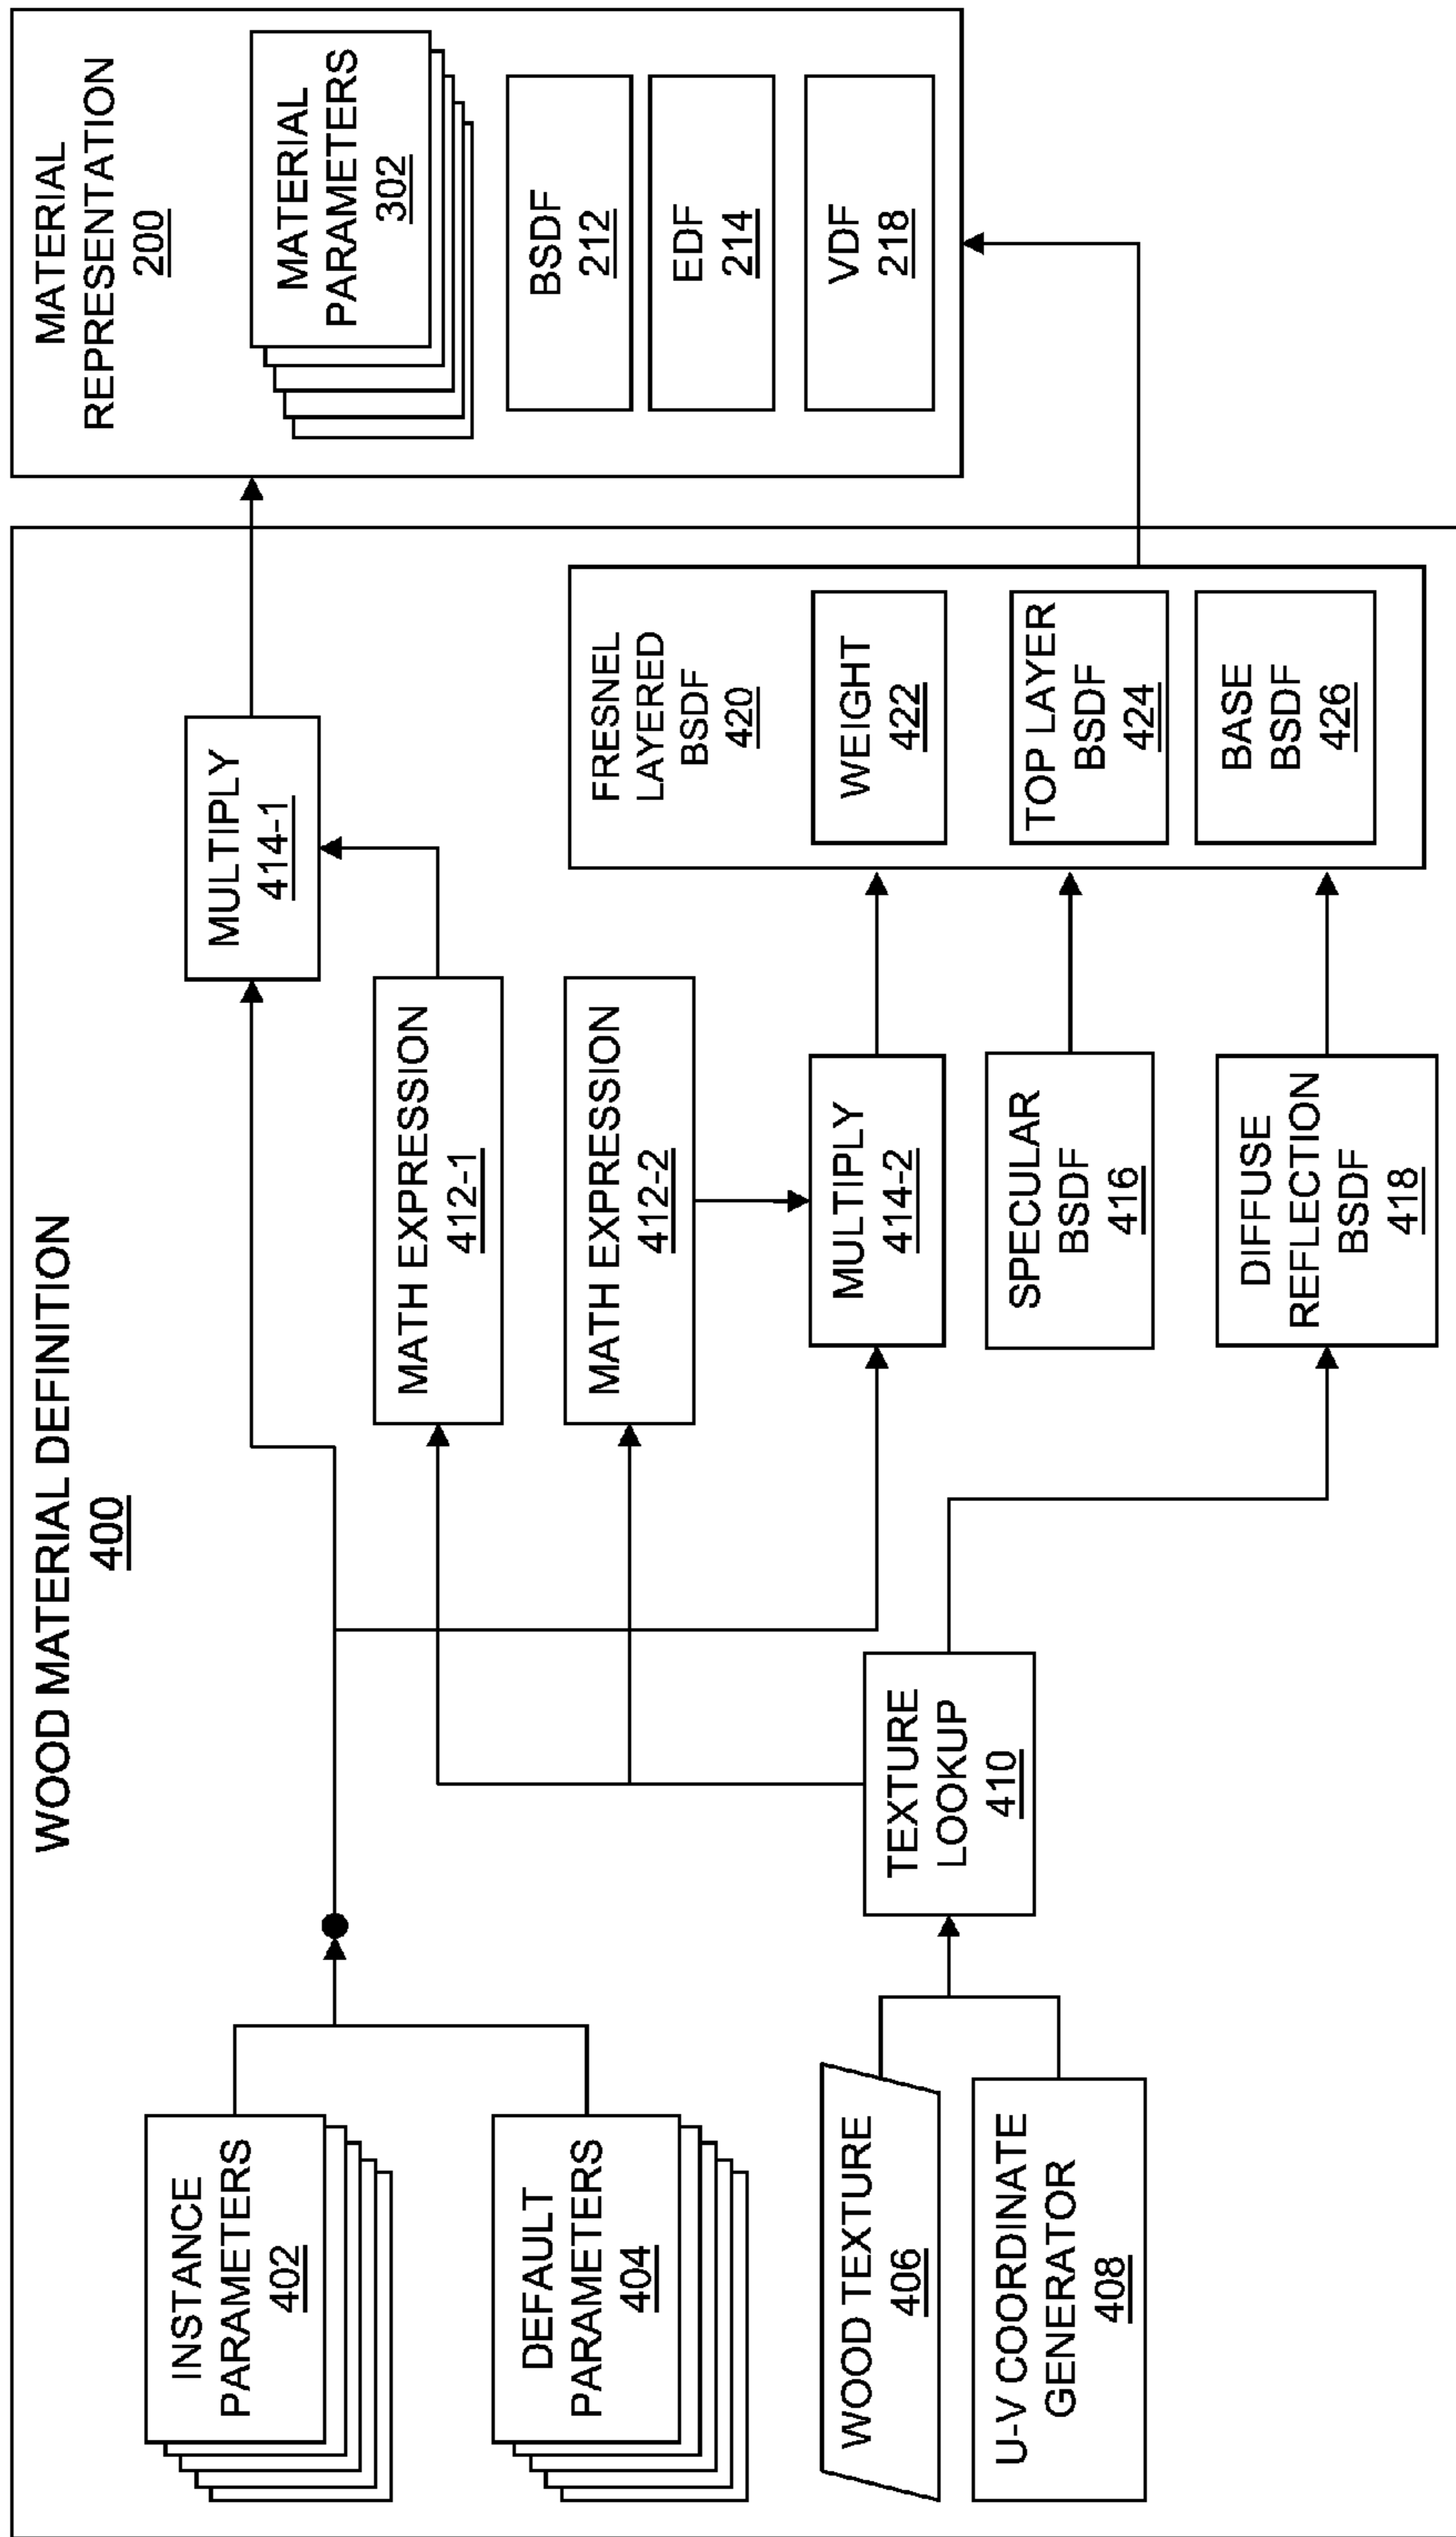 WOOD MATERIAL DEFINITION
400
INSTANCE
PARAMETERS
402
DEFAULT
PARAMETERS
404
WOOD TEXTURE
406
U-V COORDINATE
GENERATOR
408
TEXTURE
LOOKUP
410
MATH EXPRESSION
412-1
MATH EXPRESSION
412-2
MULTIPLY
414-1
MULTIPLY
414-2
SPECULAR
BSDF
416
DIFFUSE
REFLECTION
BSDF
418
FRESNEL
LAYERED
BSDF
420
WEIGHT
422
TOP LAYER
BSDF
424
BASE
BSDF
426
MATERIAL
REPRESENTATION
200
MATERIAL
PARAMETERS
302
BSDF
212
EDF
214
VDF
218